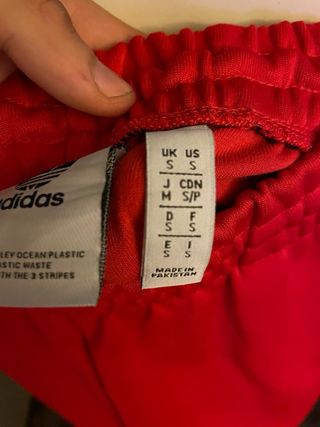 adidas
LEY OCEAN PLASTIC
ASTIC WASTE
TH THE 3 STRIPES
UK US
S S
J CDN
M S/P
D F
S S
E I
S S
MADE IN
PAKISTAN